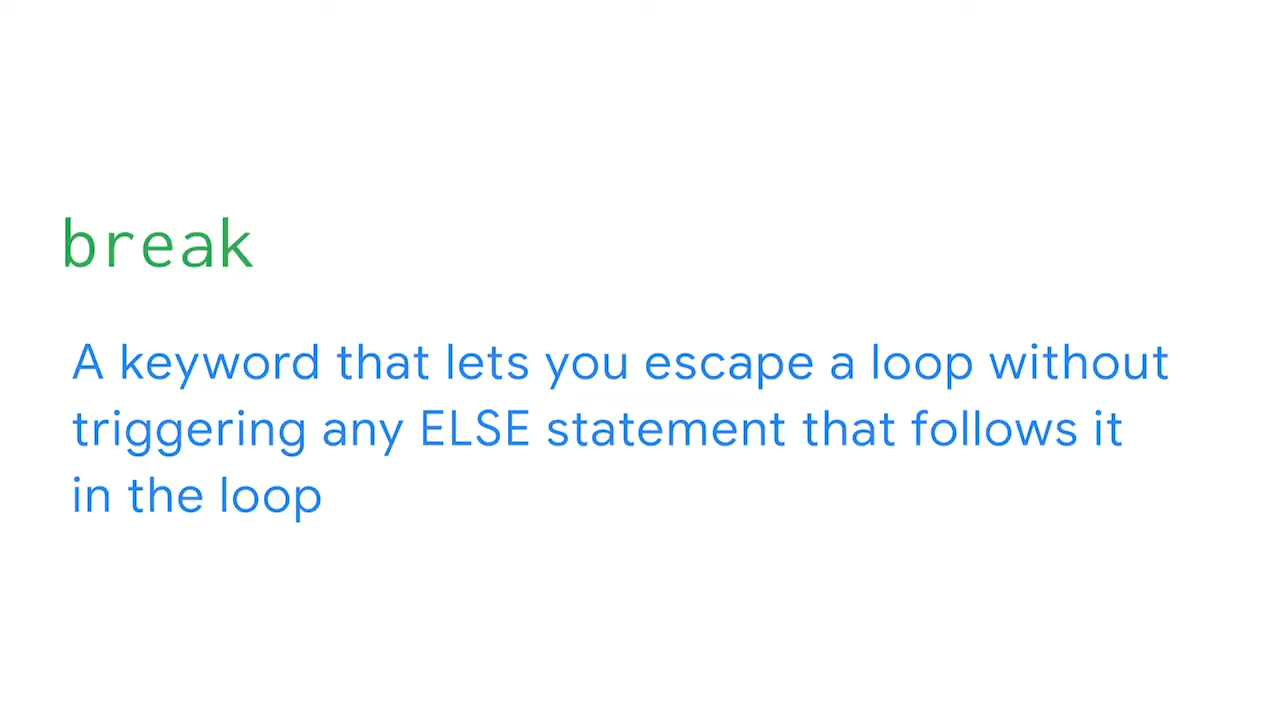 break
A keyword that lets you escape a loop without
triggering any ELSE statement that follows it
in the loop